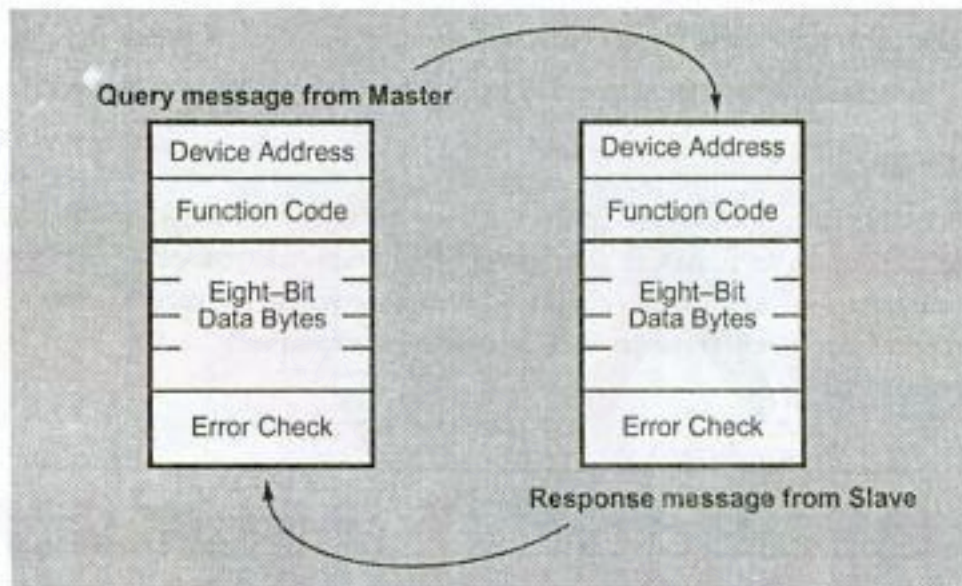 Query message from Master
Device Address
Function Code
Eight–Bit
Data Bytes
Error Check
Device Address
Function Code
Eight–Bit
Data Bytes
Error Check
Response message from Slave